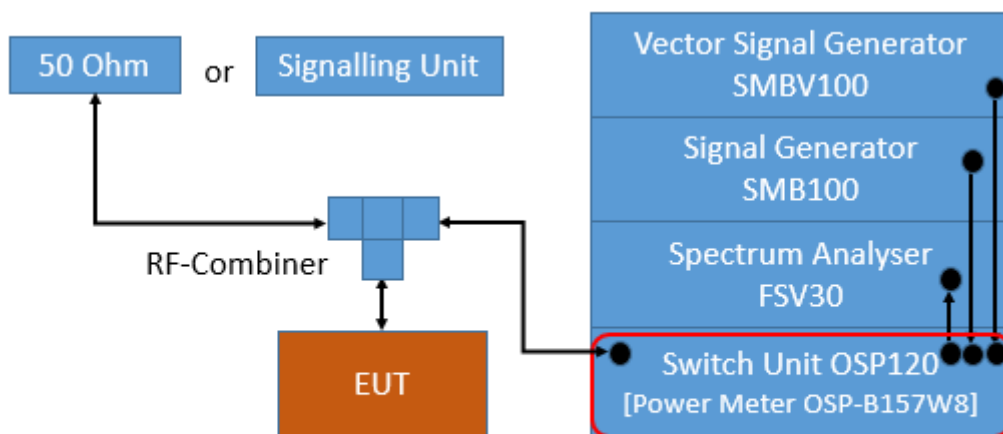 50 Ohm
or
Signalling Unit
RF-Combiner
EUT
Vector Signal Generator
SMBV100
Signal Generator
SMB100
Spectrum Analyser
FSV30
Switch Unit OSP120
[Power Meter OSP-B157W8]